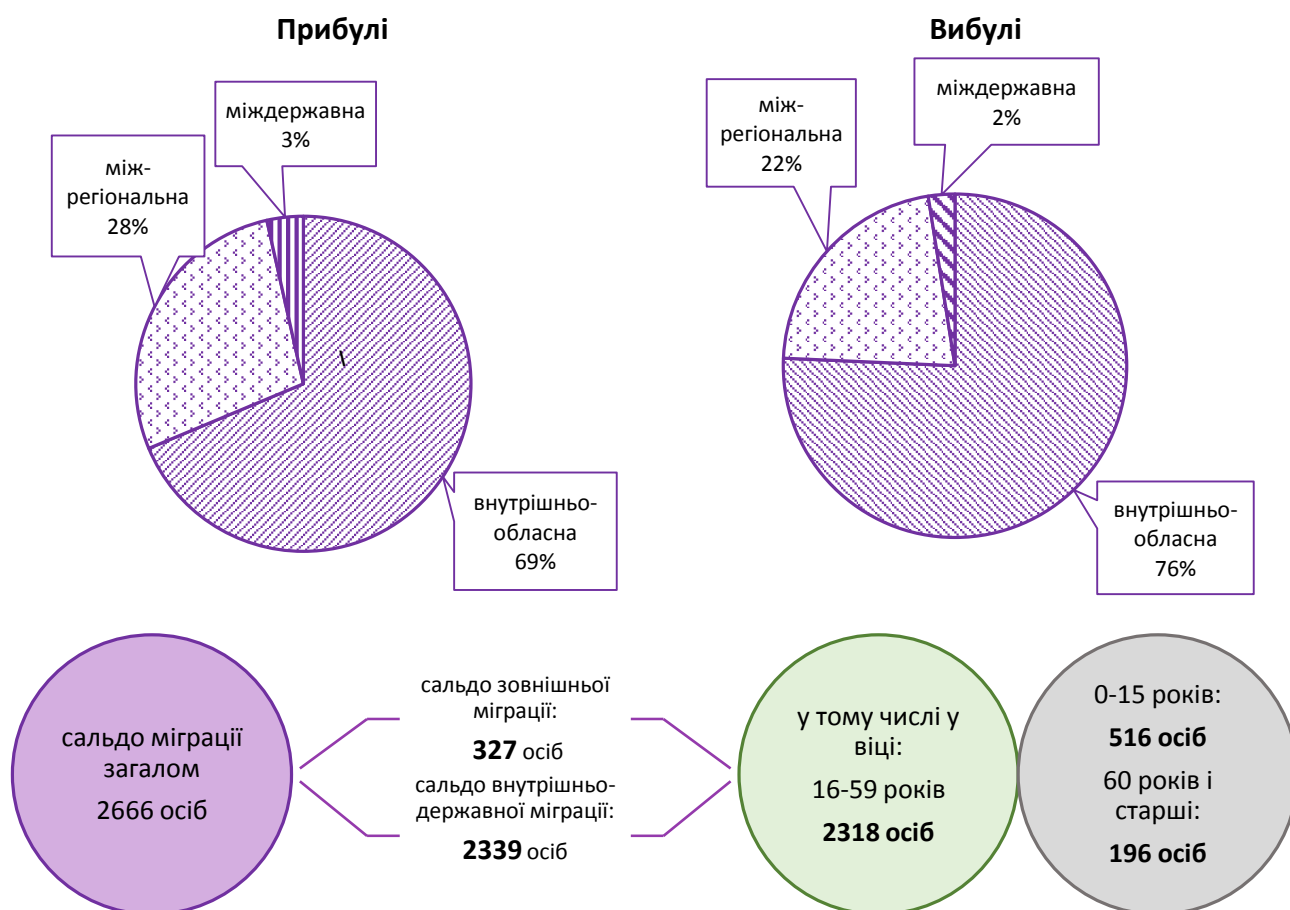 Прибулі
міждержавна
3%
між-
регіональна
28%
внутрішньо-
обласна
69%
Вибулі
міждержавна
2%
між-
регіональна
22%
внутрішньо-
обласна
76%
сальдо міграції
загалом
2666 осіб
сальдо зовнішньої
міграції:
327 осіб
сальдо внутрішньо-
державної міграції:
2339 осіб
у тому числі у
віці:
16-59 років
2318 осіб
0-15 років:
516 осіб
60 років і
старші:
196 осіб